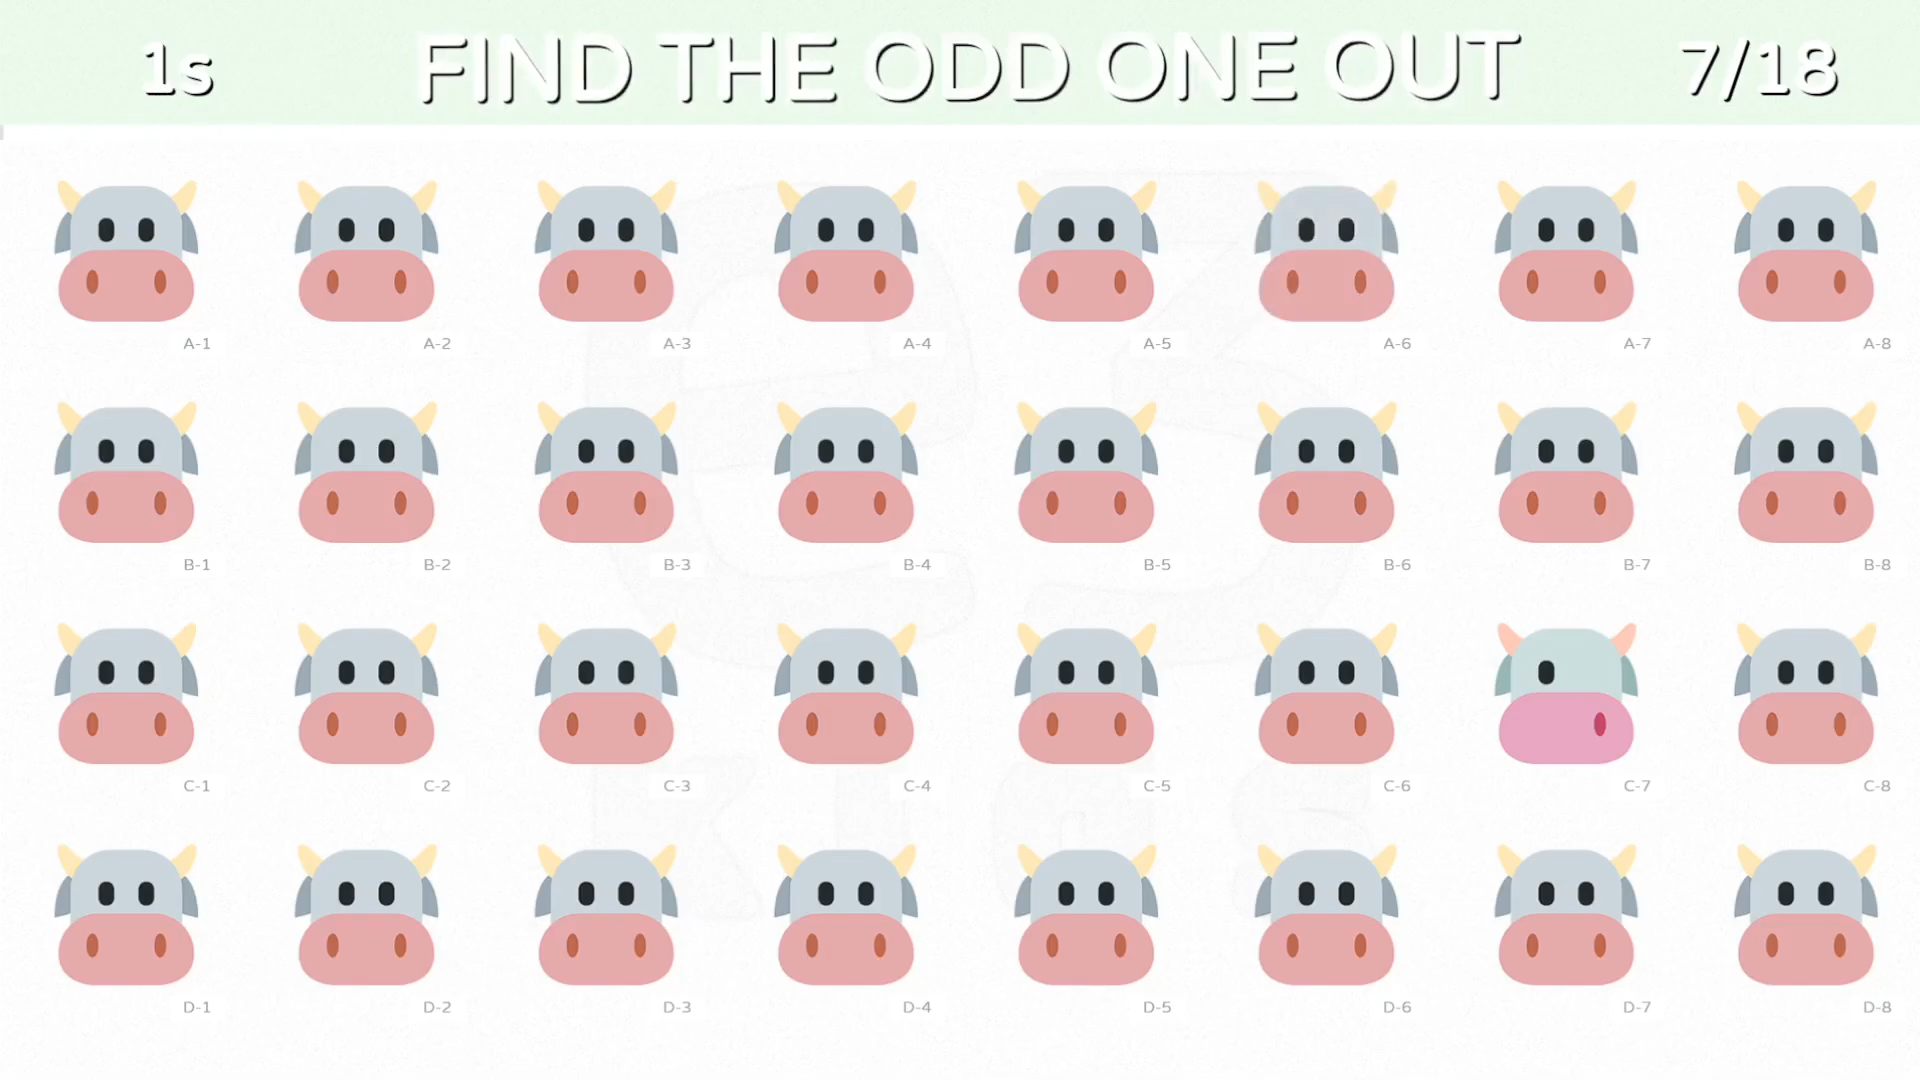 1s FIND THE ODD ONE OUT 7/18
A-1 A-2 A-3 A-4 A-5 A-6 A-7 A-8
B-1 B-2 B-3 B-4 B-5 B-6 B-7 B-8
C-1 C-2 C-3 C-4 C-5 C-6 C-7 C-8
D-1 D-2 D-3 D-4 D-5 D-6 D-7 D-8